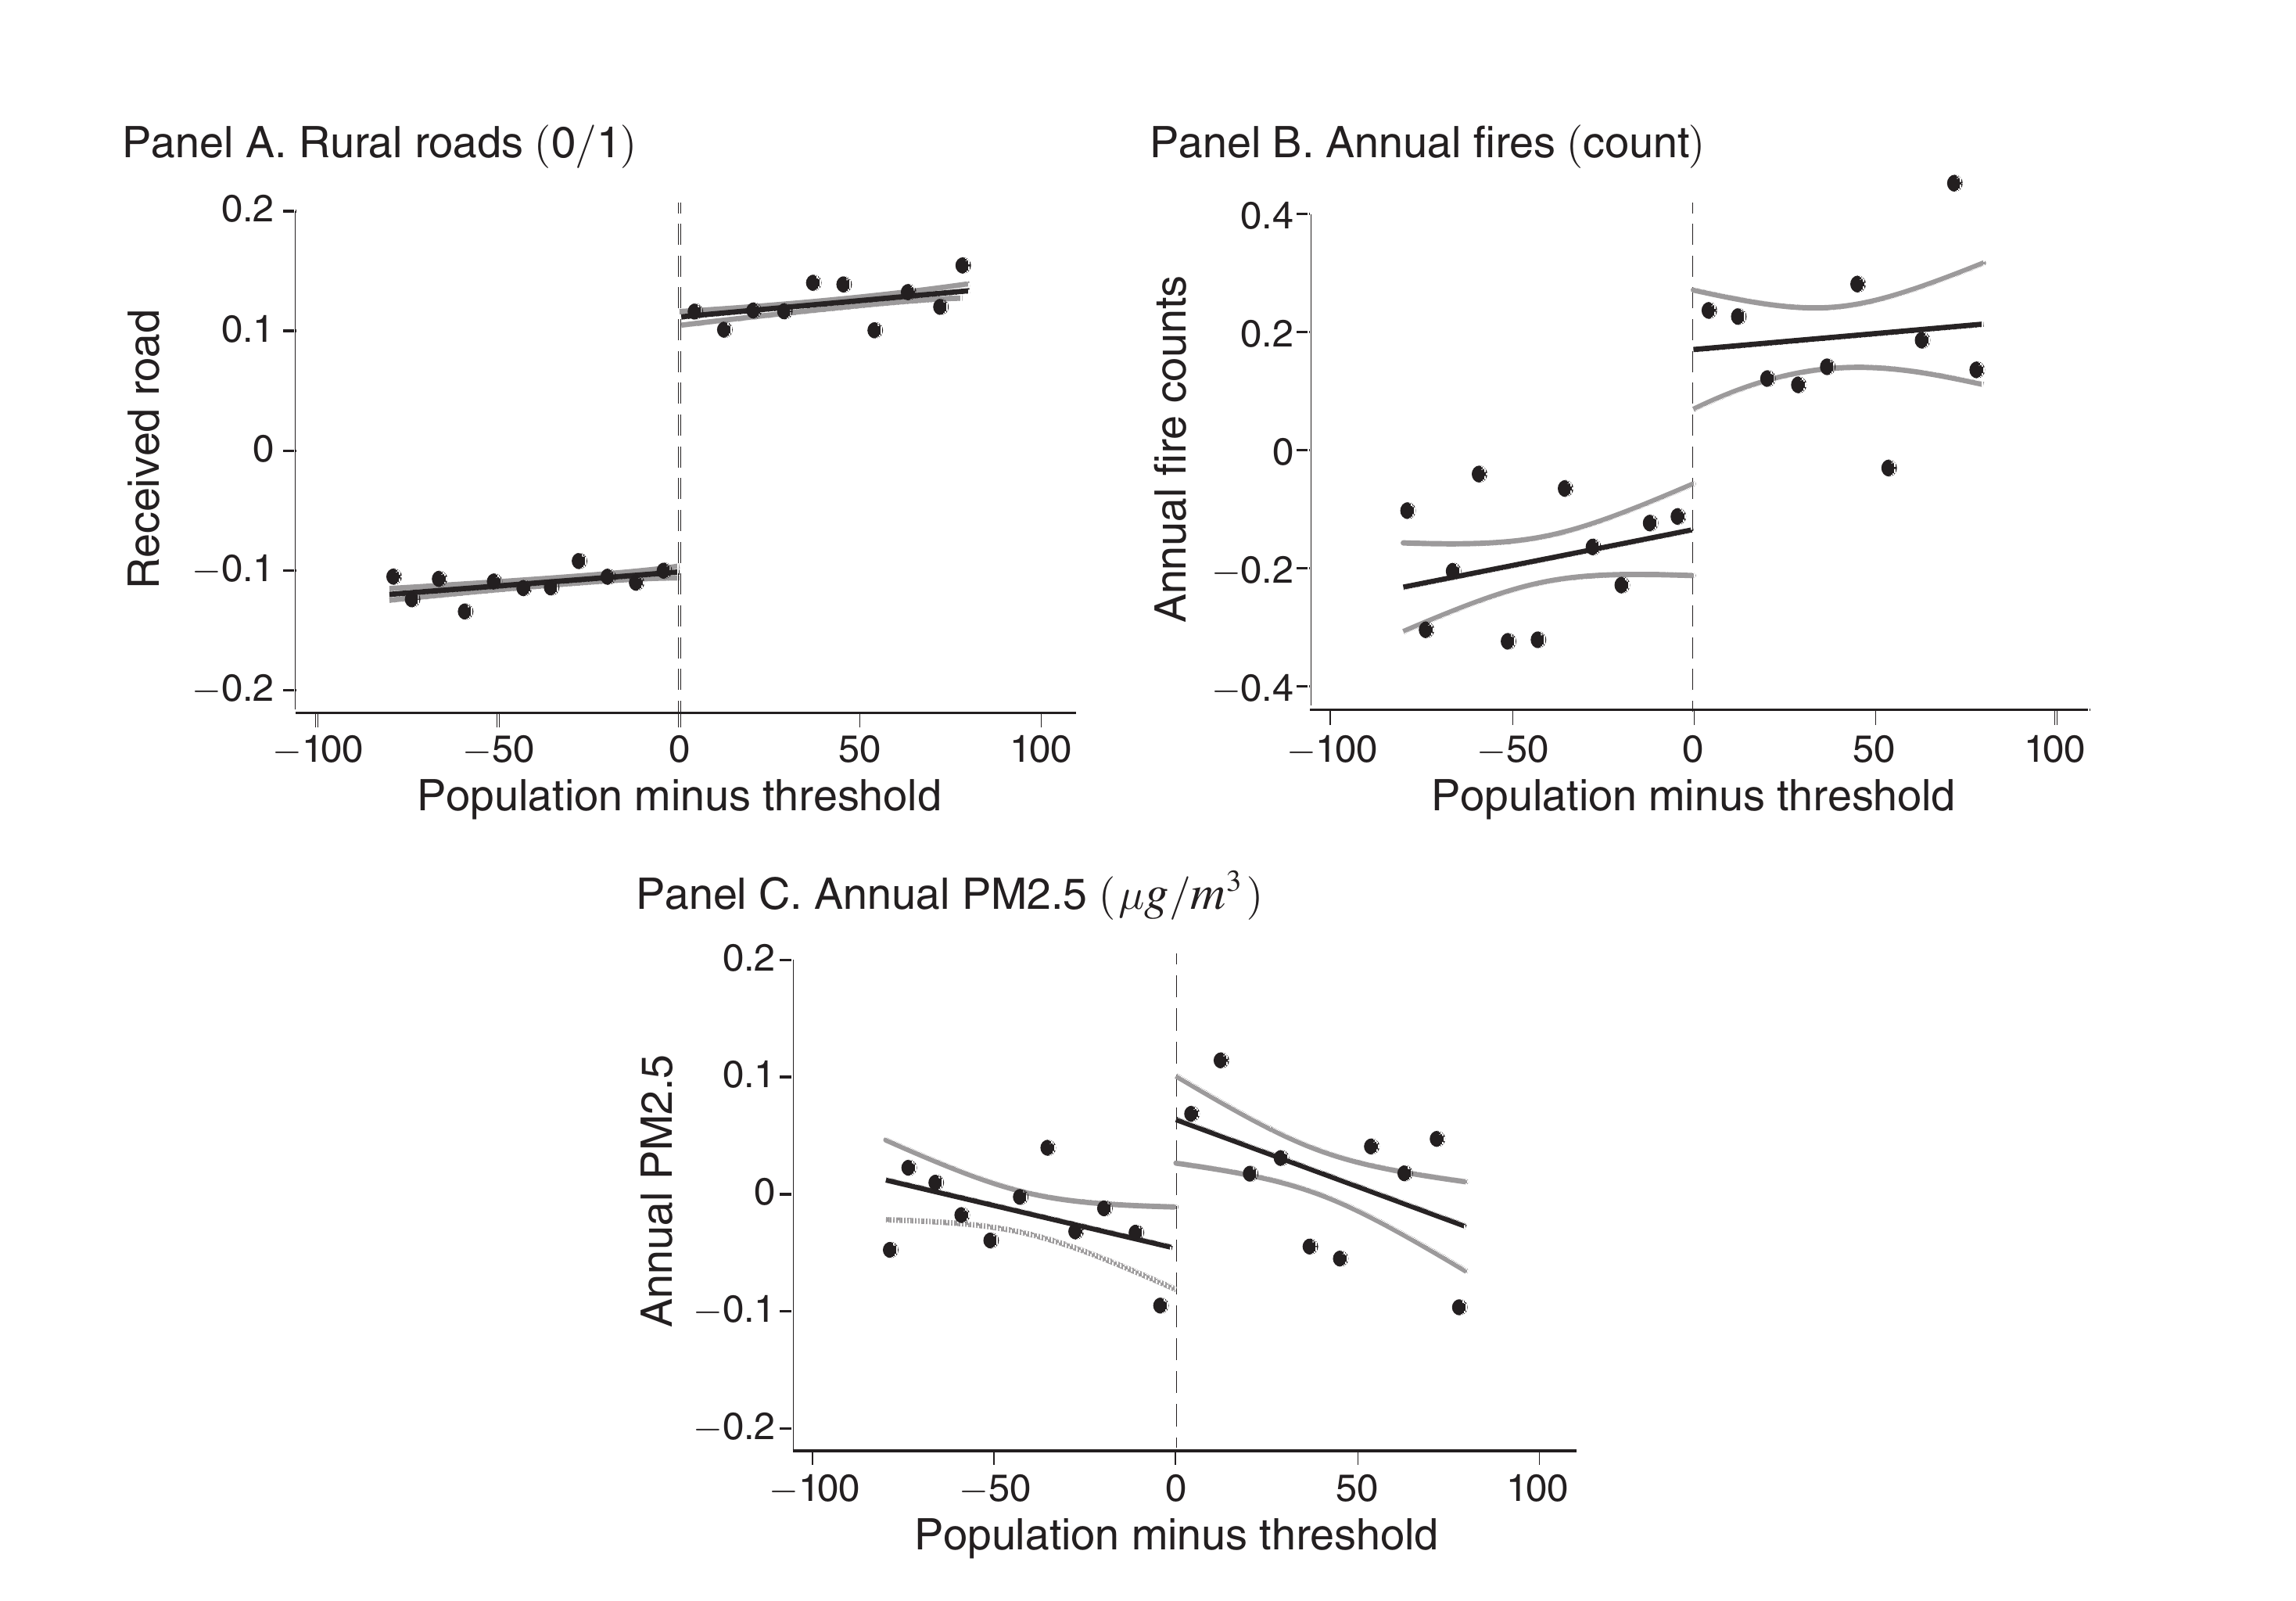 Panel A. Rural roads (0/1)
0.2
0.1
0
−0.1
−0.2
Received road
−100 −50 0 50 100
Population minus threshold
Panel B. Annual fires (count)
0.4
0.2
0
−0.2
−0.4
Annual fire counts
−100 −50 0 50 100
Population minus threshold
Panel C. Annual PM2.5 (μg/m³)
0.2
0.1
0
−0.1
−0.2
Annual PM2.5
−100 −50 0 50 100
Population minus threshold